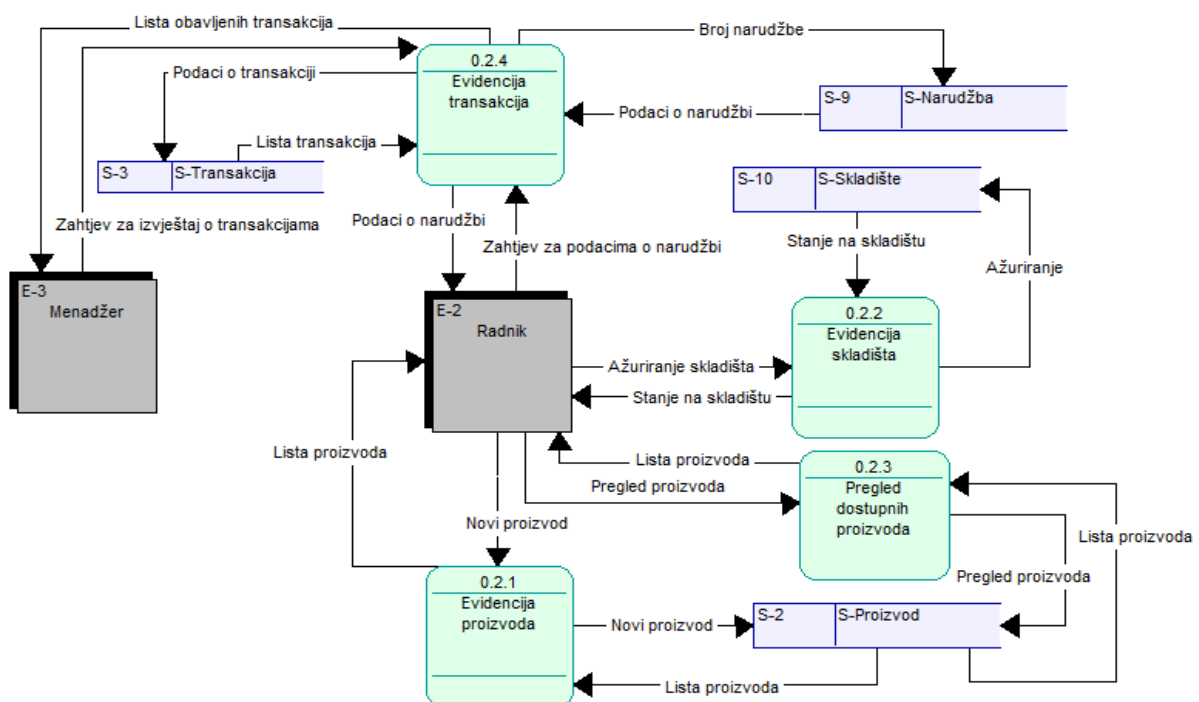 Lista obavljenih transakcija
Broj narudžbe
0.2.4
Evidencija
transakcija
Podaci o transakciji
S-9 S-Narudžba
Podaci o narudžbi
Lista transakcija
S-3 S-Transakcija
S-10 S-Skladište
Podaci o narudžbi
Zahtjev za izvještaj o transakcijama
Zahtjev za podacima o narudžbi
Stanje na skladištu
Ažuriranje
E-3
Menadžer
E-2
Radnik
0.2.2
Evidencija
skladišta
Ažuriranje skladišta
Stanje na skladištu
Lista proizvoda
Lista proizvoda
Pregled proizvoda
0.2.3
Pregled
dostupnih
proizvoda
Lista proizvoda
Novi proizvod
Pregled proizvoda
0.2.1
Evidencija
proizvoda
Novi proizvod
S-2 S-Proizvod
Lista proizvoda